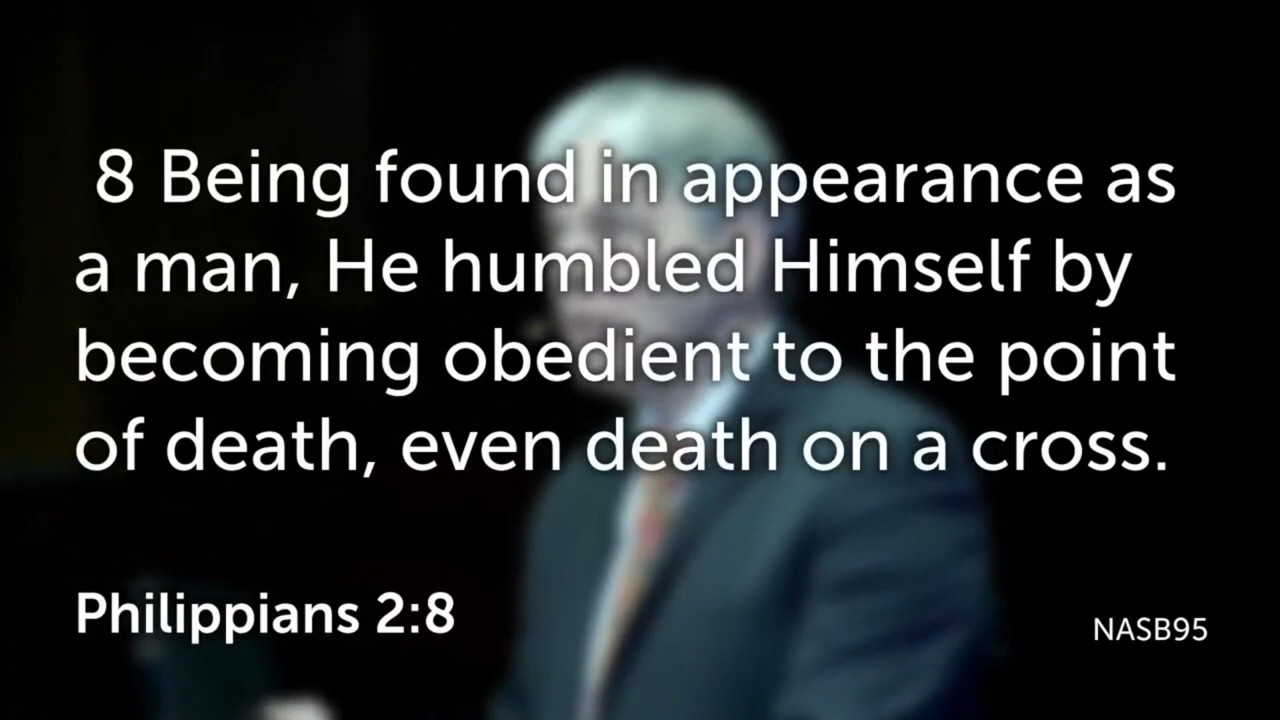 8 Being found in appearance as
a man, He humbled Himself by
becoming obedient to the point
of death, even death on a cross.
Philippians 2:8
NASB95